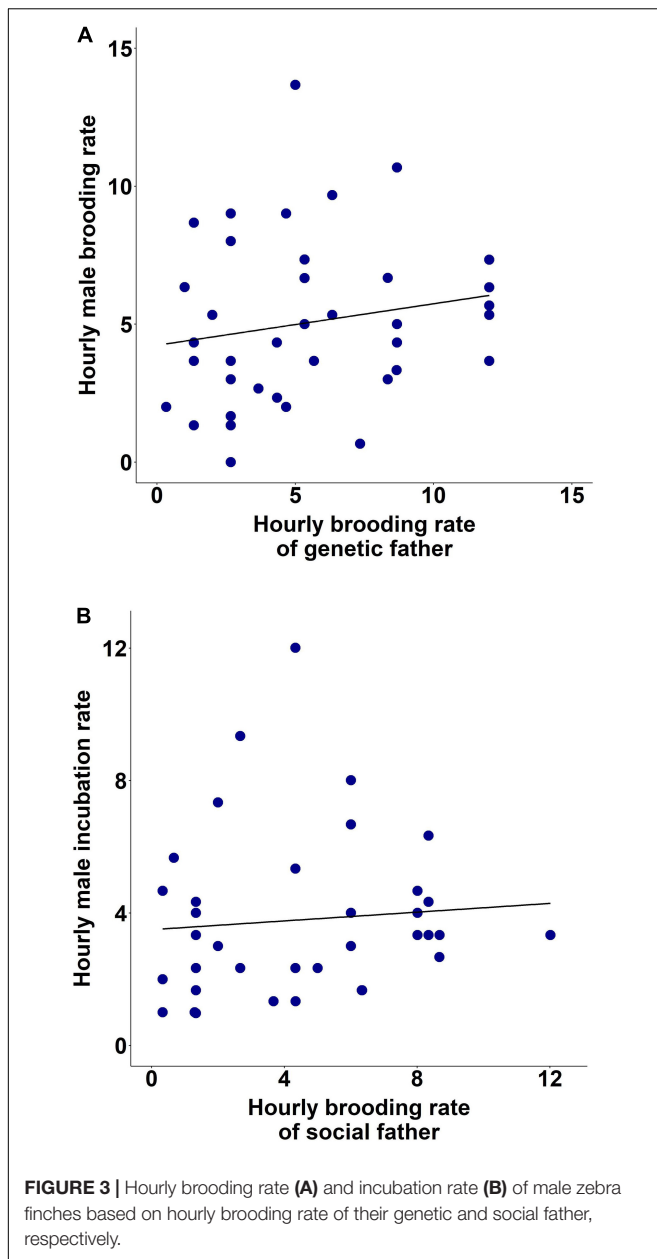 A
15
10
5
0
Hourly male brooding rate
0 5 10 15
Hourly brooding rate
of genetic father
B
12
8
4
0
Hourly male incubation rate
0 4 8 12
Hourly brooding rate
of social father
FIGURE 3 | Hourly brooding rate (A) and incubation rate (B) of male zebra
finches based on hourly brooding rate of their genetic and social father,
respectively.